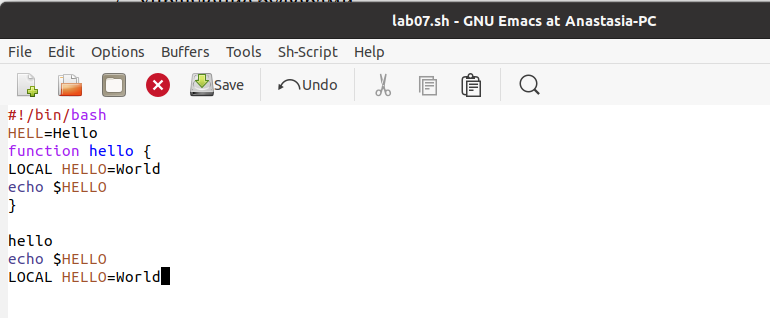 lab07.sh - GNU Emacs at Anastasia-PC
File Edit Options Buffers Tools Sh-Script Help
Save Undo
#!/bin/bash
HELL=Hello
function hello {
LOCAL HELLO=World
echo $HELLO
}
hello
echo $HELLO
LOCAL HELLO=World